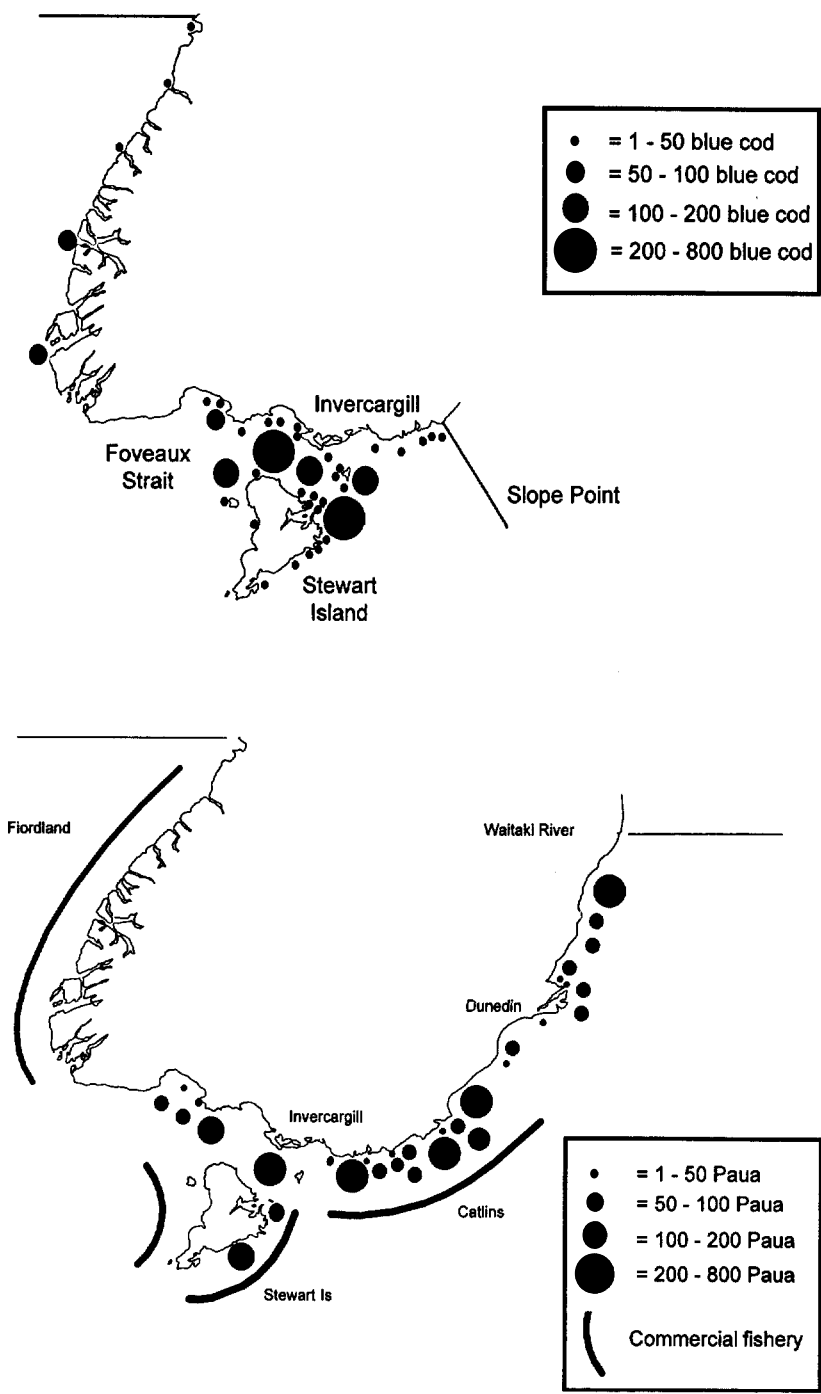 = 1 - 50 blue cod
= 50 - 100 blue cod
= 100 - 200 blue cod
= 200 - 800 blue cod
Invercargill
Foveaux
Strait
Slope Point
Stewart
Island
Fiordland
Waitaki River
Dunedin
Invercargill
Catlins
Stewart Is
= 1 - 50 Paua
= 50 - 100 Paua
= 100 - 200 Paua
= 200 - 800 Paua
Commercial fishery